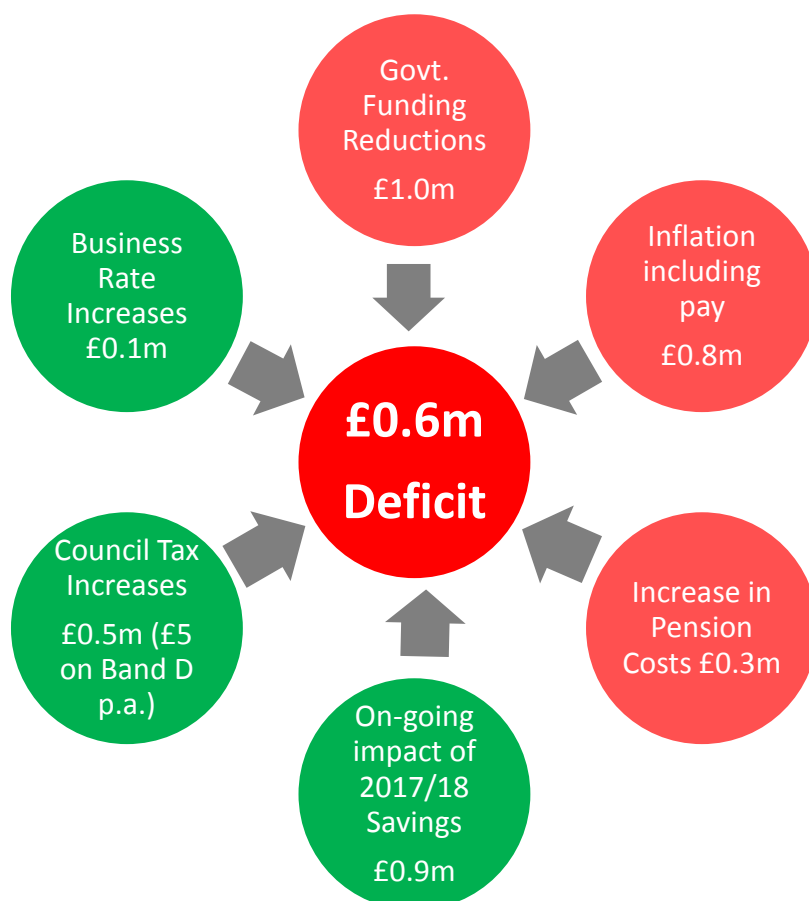 Govt.
Funding
Reductions
£1.0m
Business
Rate
Increases
£0.1m
Inflation
including
pay
£0.8m
£0.6m
Deficit
Council Tax
Increases
£0.5m (£5
on Band D
p.a.)
Increase in
Pension
Costs £0.3m
On-going
impact of
2017/18
Savings
£0.9m